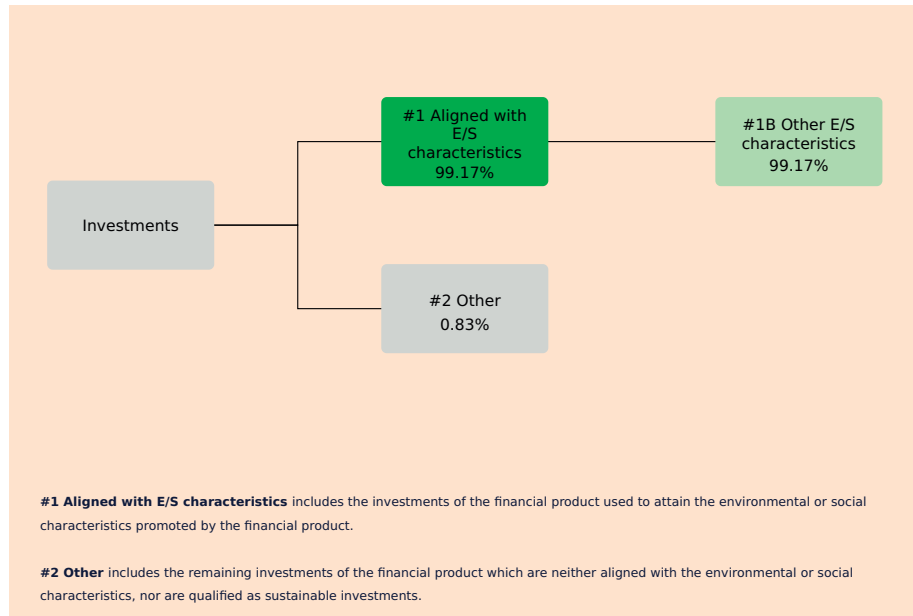 #1 Aligned with
E/S
characteristics
99.17%
#1B Other E/S
characteristics
99.17%
Investments
#2 Other
0.83%
#1 Aligned with E/S characteristics includes the investments of the financial product used to attain the environmental or social
characteristics promoted by the financial product.
#2 Other includes the remaining investments of the financial product which are neither aligned with the environmental or social
characteristics, nor are qualified as sustainable investments.